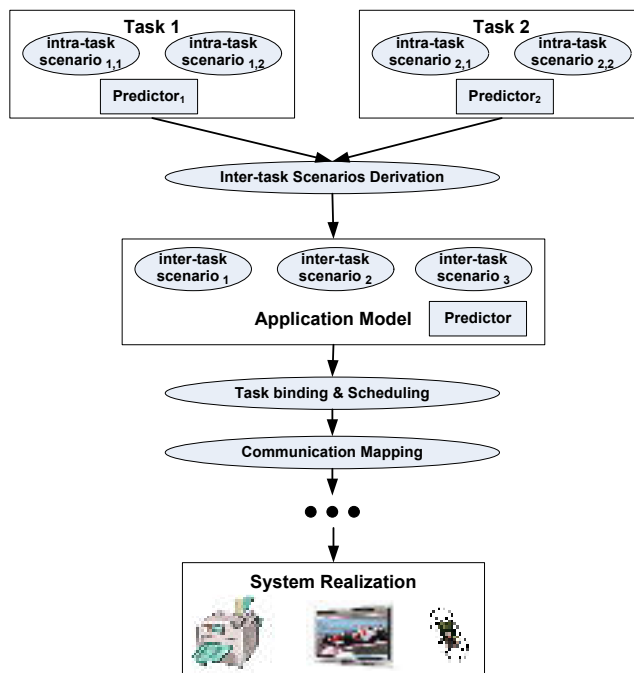 Task 1
intra-task
scenario 1,1
intra-task
scenario 1,2
Predictor1
Task 2
intra-task
scenario 2,1
intra-task
scenario 2,2
Predictor2
Inter-task Scenarios Derivation
inter-task
scenario 1
inter-task
scenario 2
inter-task
scenario 3
Application Model
Predictor
Task binding & Scheduling
Communication Mapping
System Realization